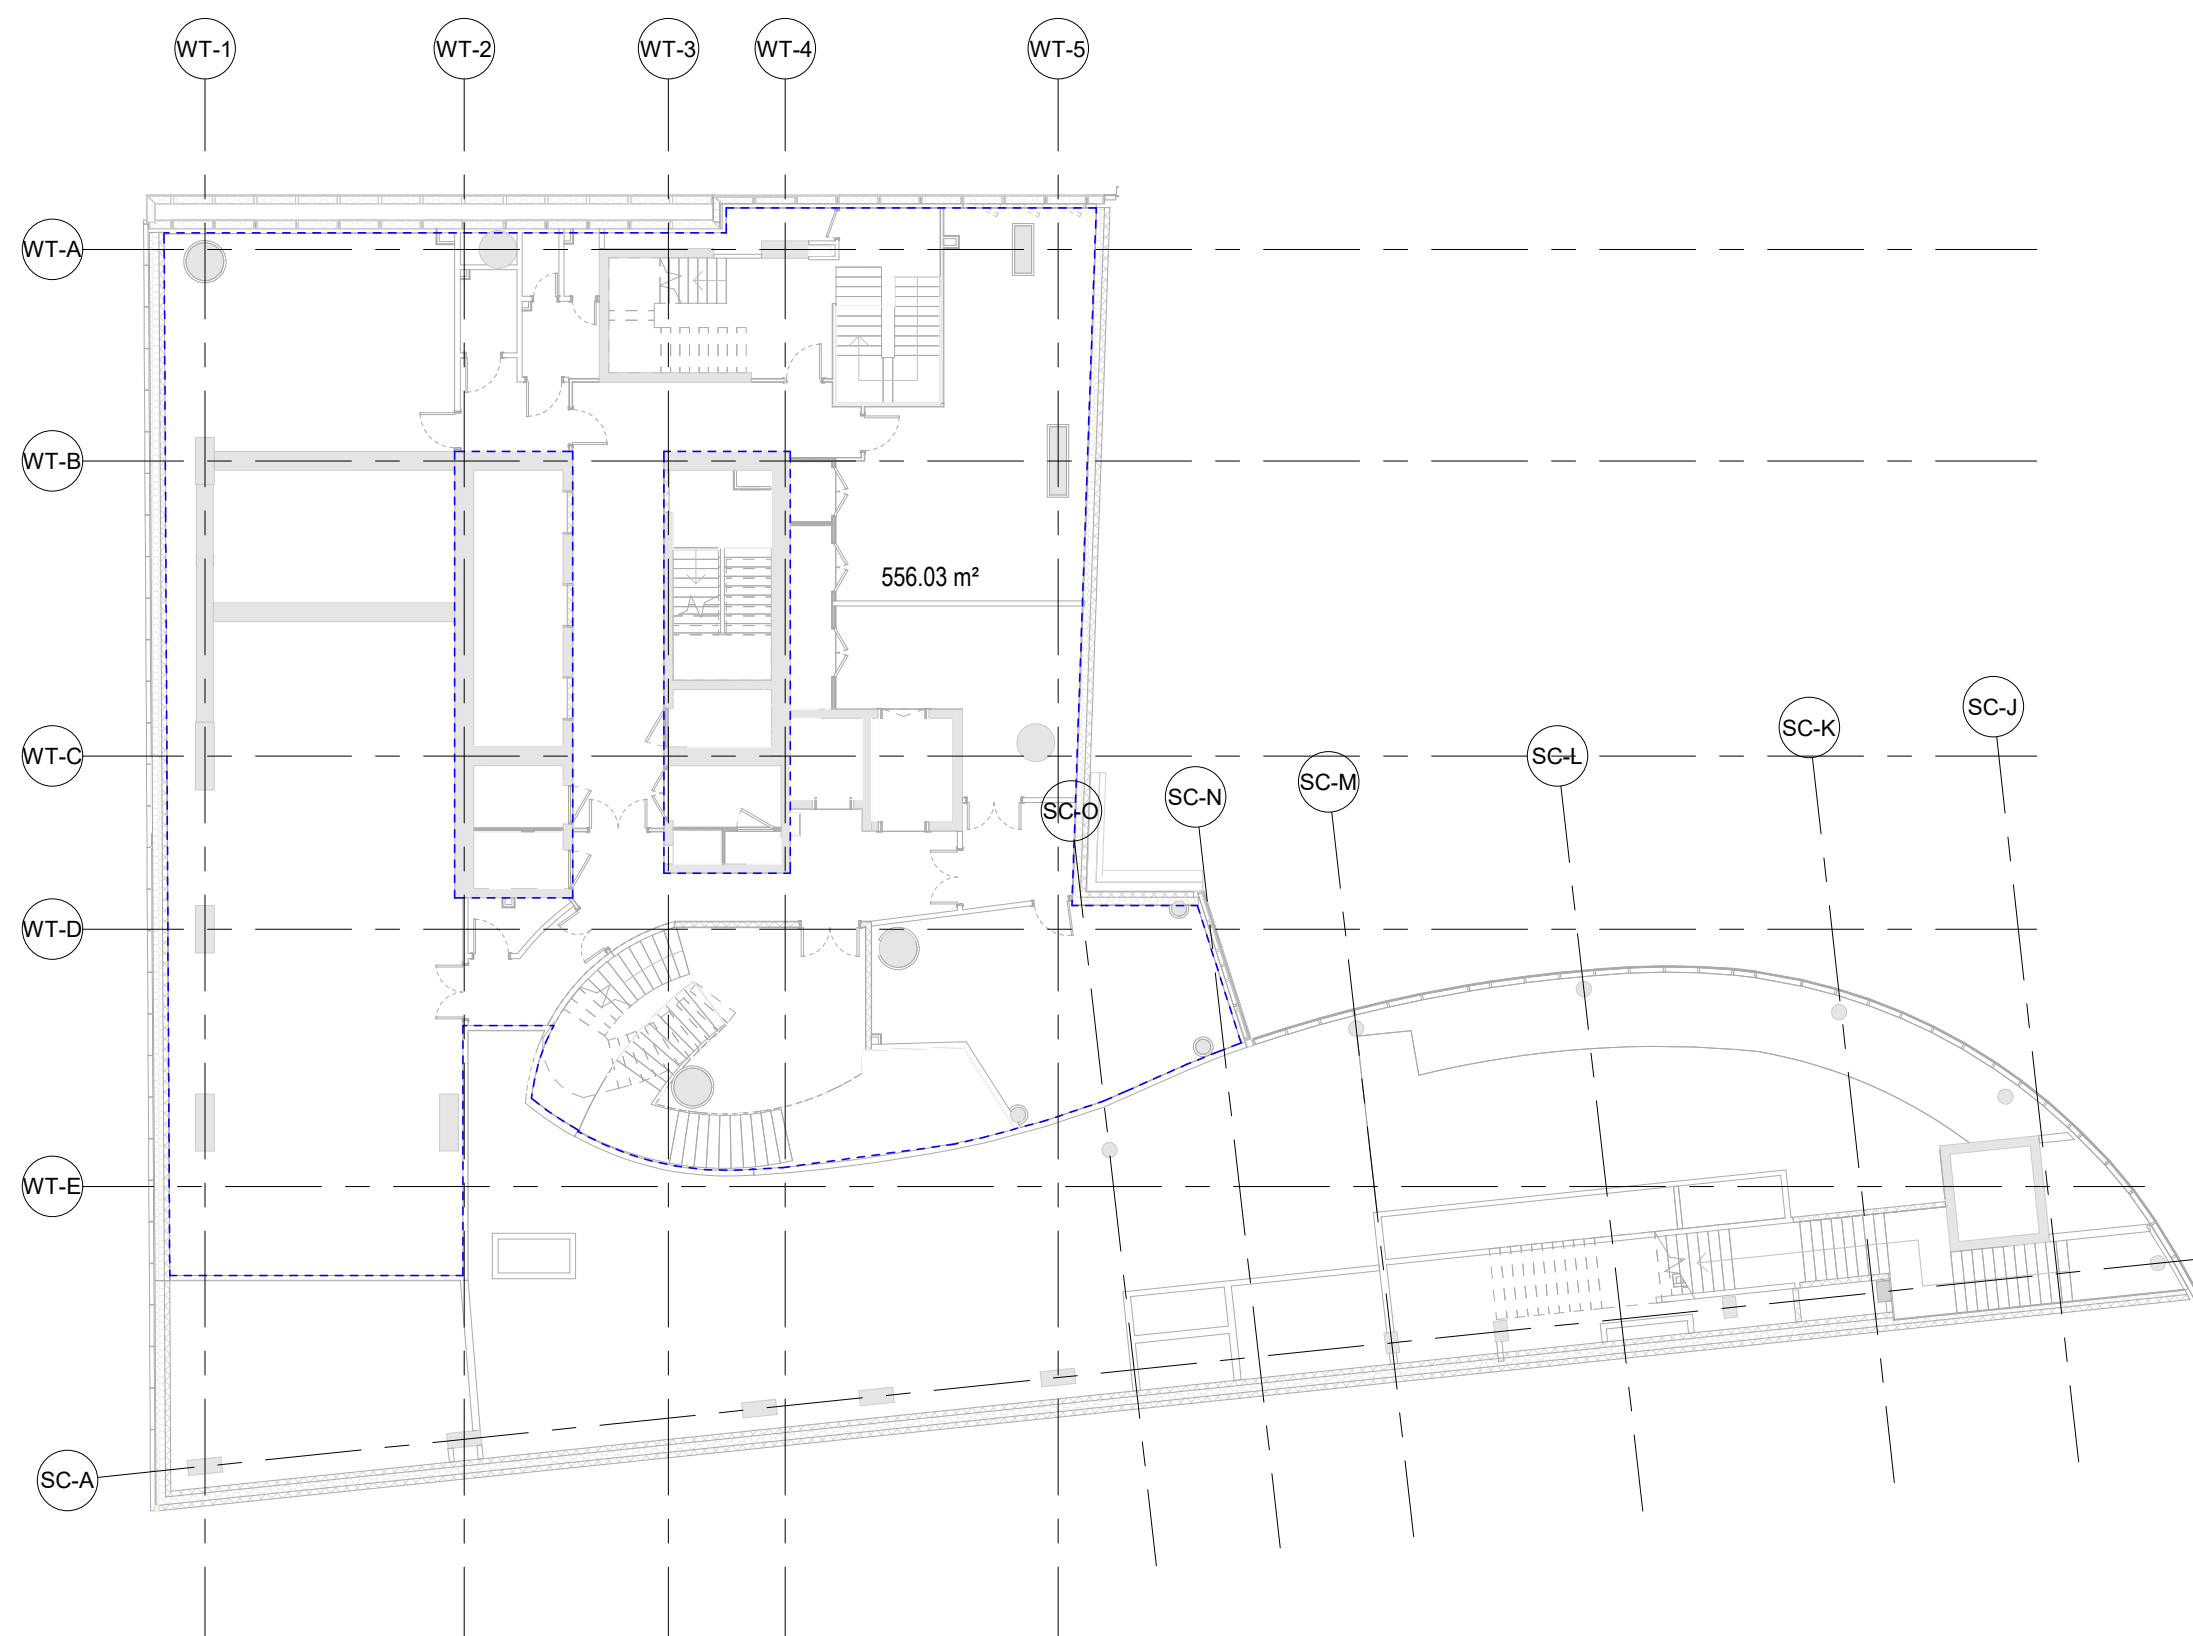 WT-1
WT-2
WT-3
WT-4
WT-5
WT-A
WT-B
556.03 m²
WT-C
SC-J
SC-K
SC-L
SC-M
SC-N
SC-O
WT-D
WT-E
SC-A